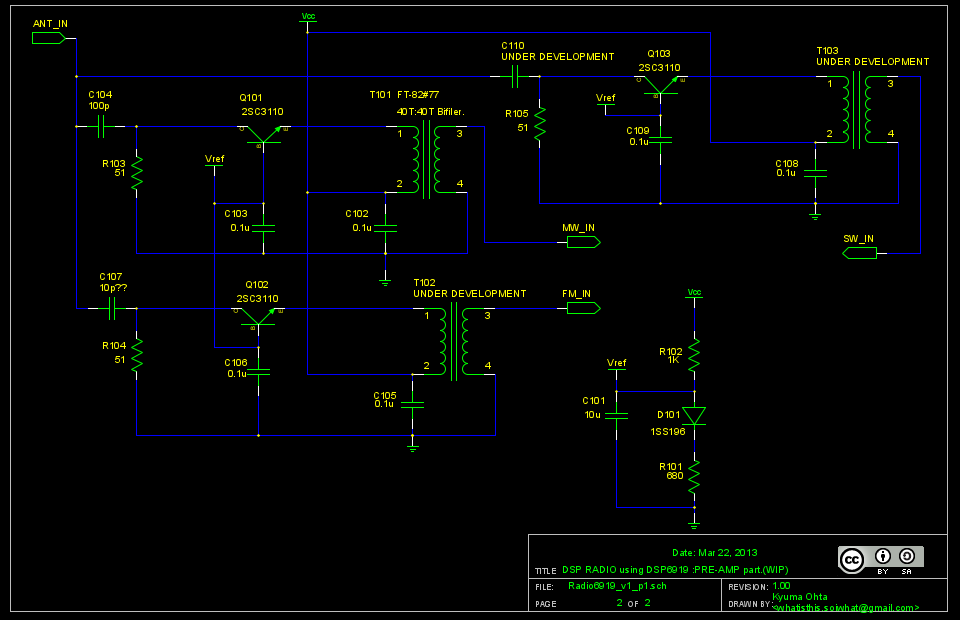 Vcc
ANT_IN
C110
UNDER DEVELOPMENT
Q103
2SC3110
C
E
B
T103
UNDER DEVELOPMENT
1
3
2
4
C104
100p
Q101
2SC3110
C
E
B
T101 FT-82#77
40T:40T Bifiler.
1
3
2
4
Vref
R105
51
C109
0.1u
R103
51
Vref
C108
0.1u
C103
0.1u
C102
0.1u
MW_IN
SW_IN
C107
10p??
Q102
2SC3110
C
E
B
T102
UNDER DEVELOPMENT
1
3
2
4
FM_IN
Vcc
R104
51
C106
0.1u
R102
1K
Vref
C105
0.1u
C101
10u
D101
1SS196
R101
680
Date: Mar 22, 2013
cc
BY
SA
TITLE DSP RADIO using DSP6919 :PRE-AMP part.(WIP)
FILE: Radio6919_v1_p1.sch
REVISION: 1.00
PAGE 2 OF 2
DRAWN BY: Kyuma Ohta
<whatisthis.sowhat@gmail.com>